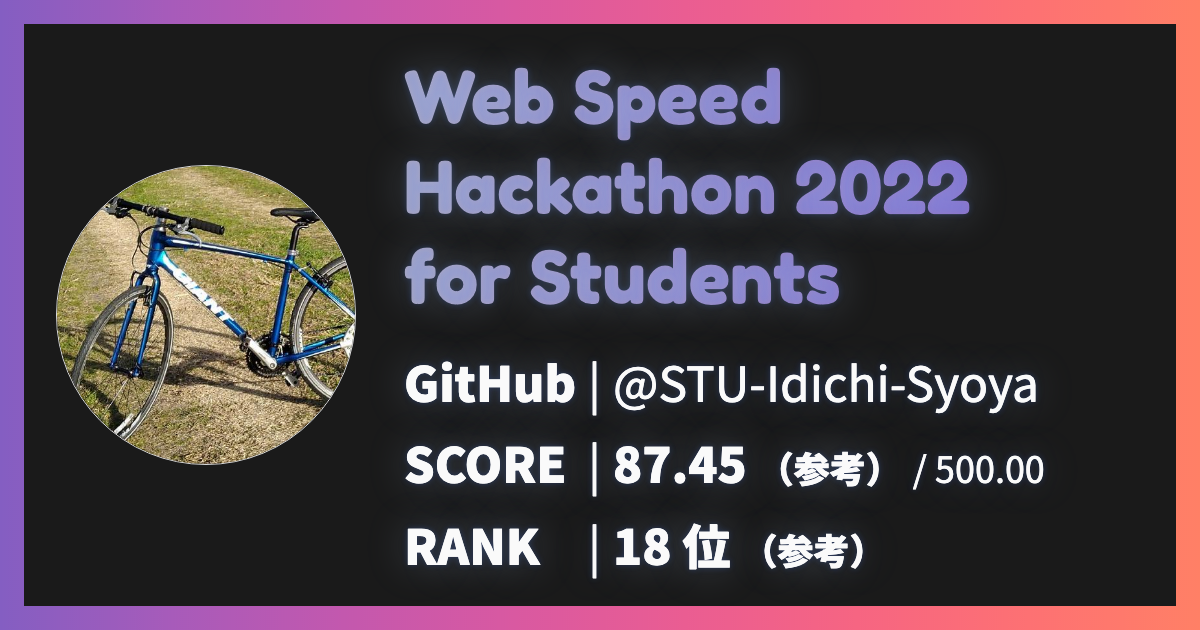 Web Speed
Hackathon 2022
for Students
GIANT
GitHub | @STU-Idichi-Syoya
SCORE | 87.45 （参考） / 500.00
RANK | 18 位 （参考）